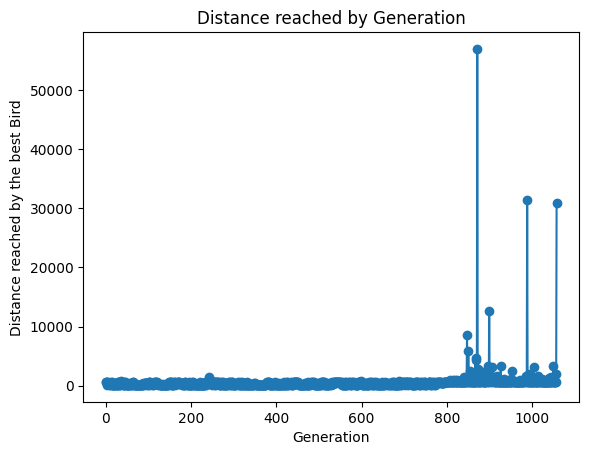 Distance reached by Generation
Distance reached by the best Bird
50000
40000
30000
20000
10000
0
0 200 400 600 800 1000
Generation